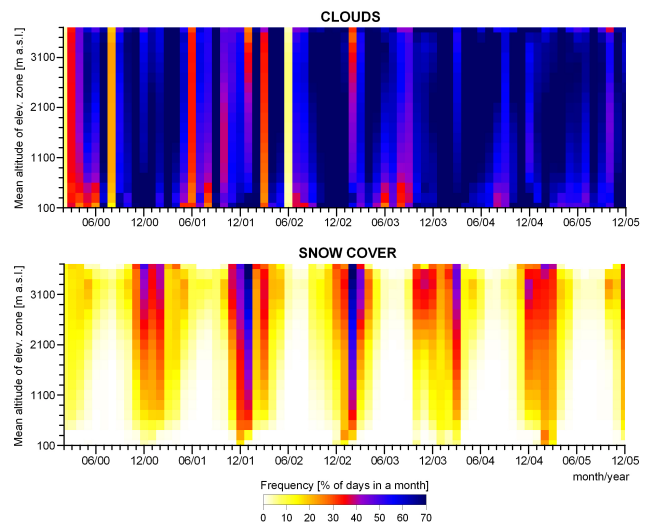 CLOUDS
Mean altitude of elev. zone [m a.s.l.]
3100
2100
1100
100
06/00 12/00 06/01 12/01 06/02 12/02 06/03 12/03 06/04 12/04 06/05 12/05
SNOW COVER
Mean altitude of elev. zone [m a.s.l.]
3100
2100
1100
100
06/00 12/00 06/01 12/01 06/02 12/02 06/03 12/03 06/04 12/04 06/05 12/05
month/year
Frequency [% of days in a month]
0 10 20 30 40 50 60 70